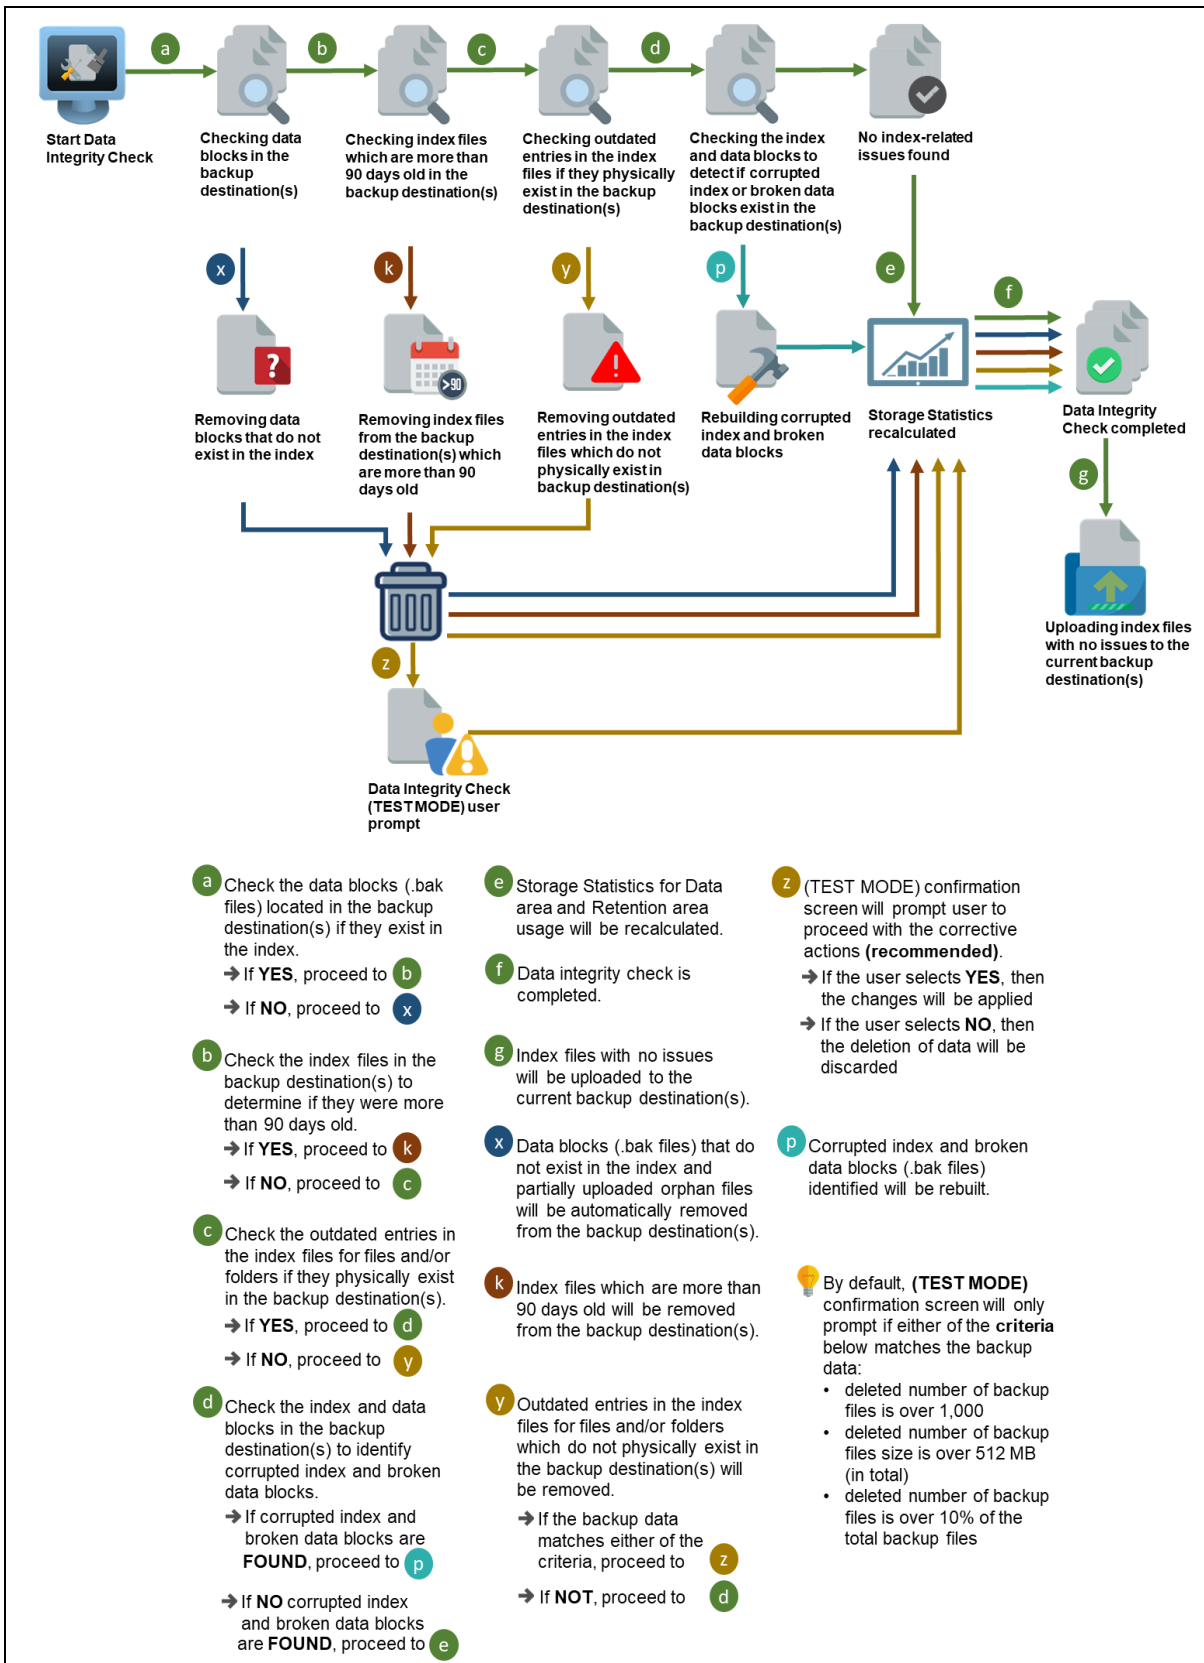 a
b
c
d
Start Data
Integrity Check
Checking data
blocks in the
backup
destination(s)
Checking index files
which are more than
90 days old in the
backup destination(s)
Checking outdated
entries in the index
files if they physically
exist in the backup
destination(s)
Checking the index
and data blocks to
detect if corrupted
index or broken data
blocks exist in the
backup destination(s)
No index-related
issues found
x
k
y
p
e
f
?
>90
!
Removing data
blocks that do not
exist in the index
Removing index files
from the backup
destination(s) which
are more than 90
days old
Removing outdated
entries in the index
files which do not
physically exist in
backup destination(s)
Rebuilding corrupted
index and broken
data blocks
Storage Statistics
recalculated
Data Integrity
Check completed
g
Uploading index files
with no issues to the
current backup
destination(s)
z
!
Data Integrity Check
(TEST MODE) user
prompt
a
Check the data blocks (.bak
files) located in the backup
destination(s) if they exist in
the index.
➔ If YES, proceed to b
➔ If NO, proceed to x
b
Check the index files in the
backup destination(s) to
determine if they were more
than 90 days old.
➔ If YES, proceed to k
➔ If NO, proceed to c
c
Check the outdated entries in
the index files for files and/or
folders if they physically exist
in the backup destination(s).
➔ If YES, proceed to d
➔ If NO, proceed to y
d
Check the index and data
blocks in the backup
destination(s) to identify
corrupted index and broken
data blocks.
➔ If corrupted index and
broken data blocks are
FOUND, proceed to p
➔ If NO corrupted index
and broken data blocks
are FOUND, proceed to e
e
Storage Statistics for Data
area and Retention area
usage will be recalculated.
f
Data integrity check is
completed.
g
Index files with no issues
will be uploaded to the
current backup destination(s).
x
Data blocks (.bak files) that do
not exist in the index and
partially uploaded orphan files
will be automatically removed
from the backup destination(s).
k
Index files which are more than
90 days old will be removed
from the backup destination(s).
y
Outdated entries in the index
files for files and/or folders
which do not physically exist in
the backup destination(s) will
be removed.
➔ If the backup data
matches either of the
criteria, proceed to z
➔ If NOT, proceed to d
z
(TEST MODE) confirmation
screen will prompt user to
proceed with the corrective
actions (recommended).
➔ If the user selects YES, then
the changes will be applied
➔ If the user selects NO, then
the deletion of data will be
discarded
p
Corrupted index and broken
data blocks (.bak files)
identified will be rebuilt.
By default, (TEST MODE)
confirmation screen will only
prompt if either of the criteria
below matches the backup
data:
• deleted number of backup
files is over 1,000
• deleted number of backup
files size is over 512 MB
(in total)
• deleted number of backup
files is over 10% of the
total backup files